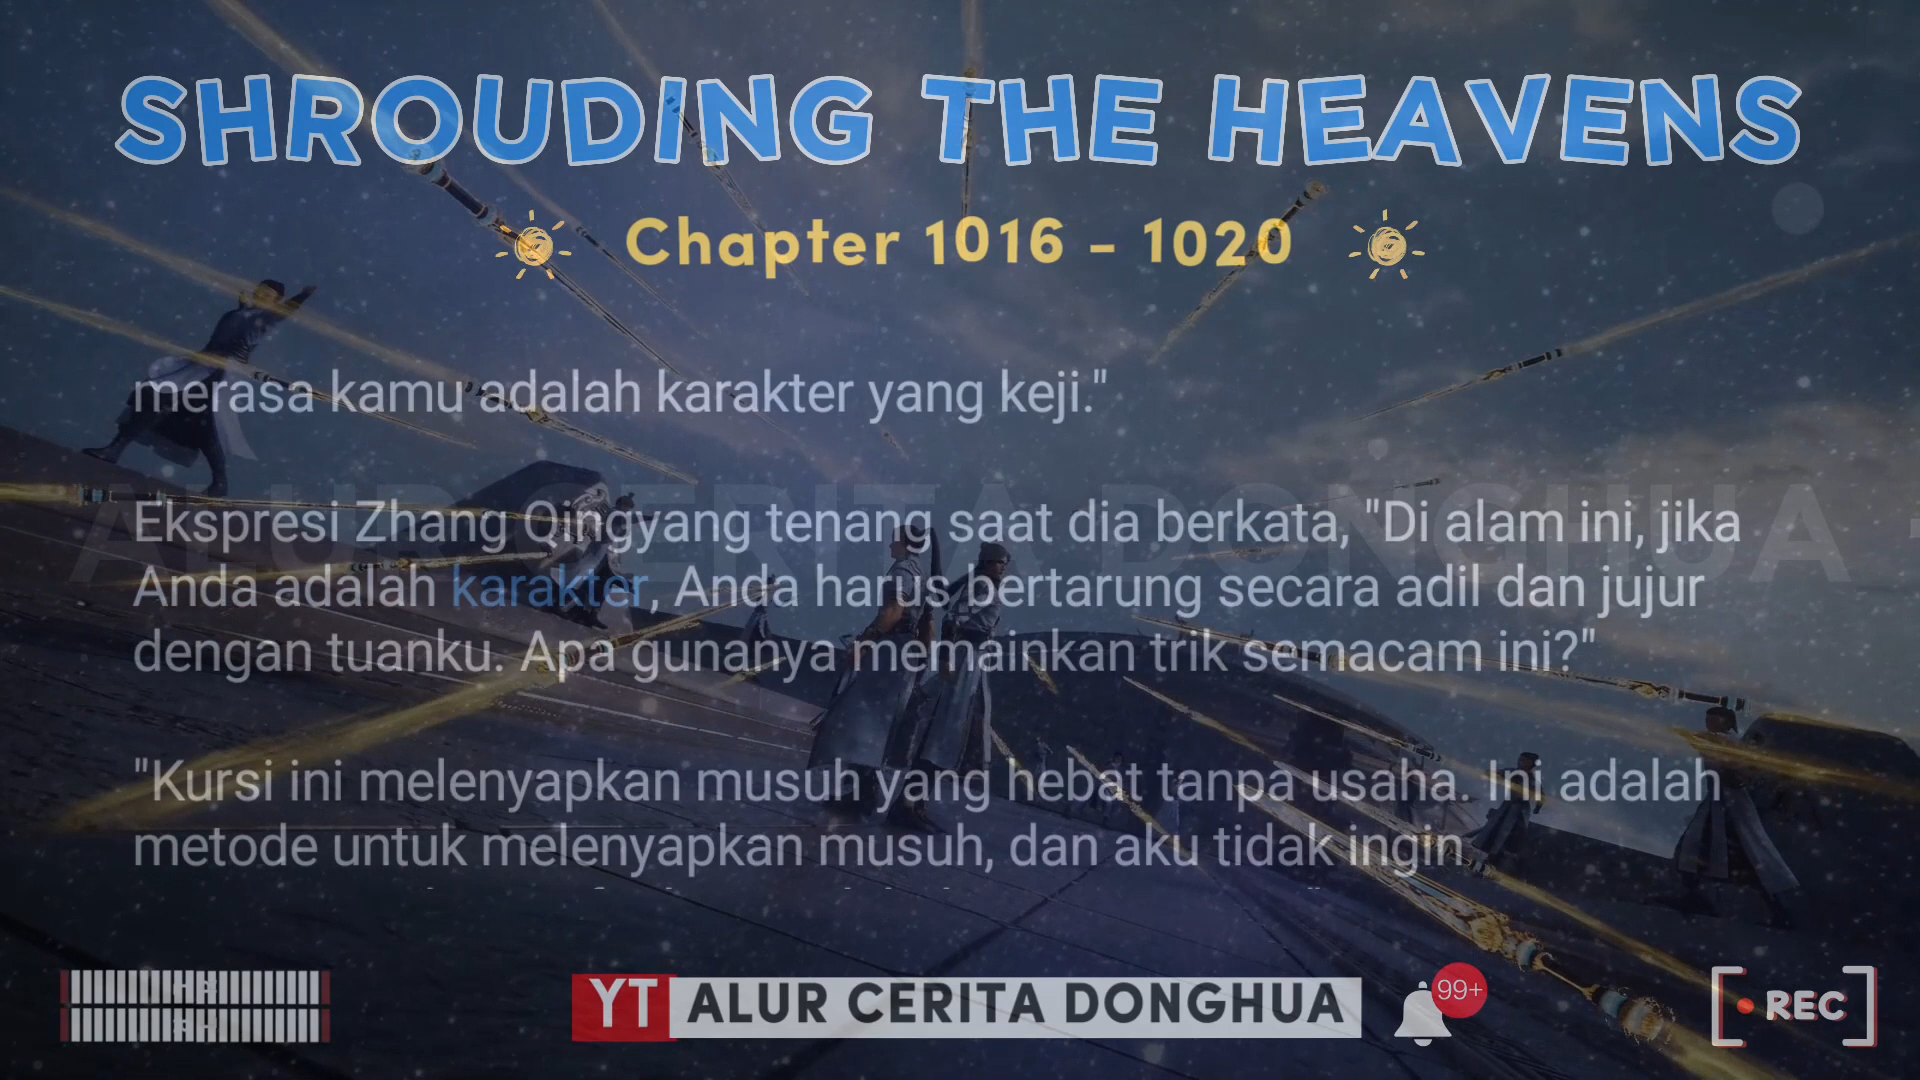 SHROUDING THE HEAVENS
Chapter 1016 - 1020
merasa kamu adalah karakter yang keji."
ALUR CERITA DONGHUA -
Ekspresi Zhang Qingyang tenang saat dia berkata, "Di alam ini, jika
Anda adalah karakter, Anda harus bertarung secara adil dan jujur
dengan tuanku. Apa gunanya memainkan trik semacam ini?"
"Kursi ini melenyapkan musuh yang hebat tanpa usaha. Ini adalah
metode untuk melenyapkan musuh, dan aku tidak ingin
YT ALUR CERITA DONGHUA
99+
REC